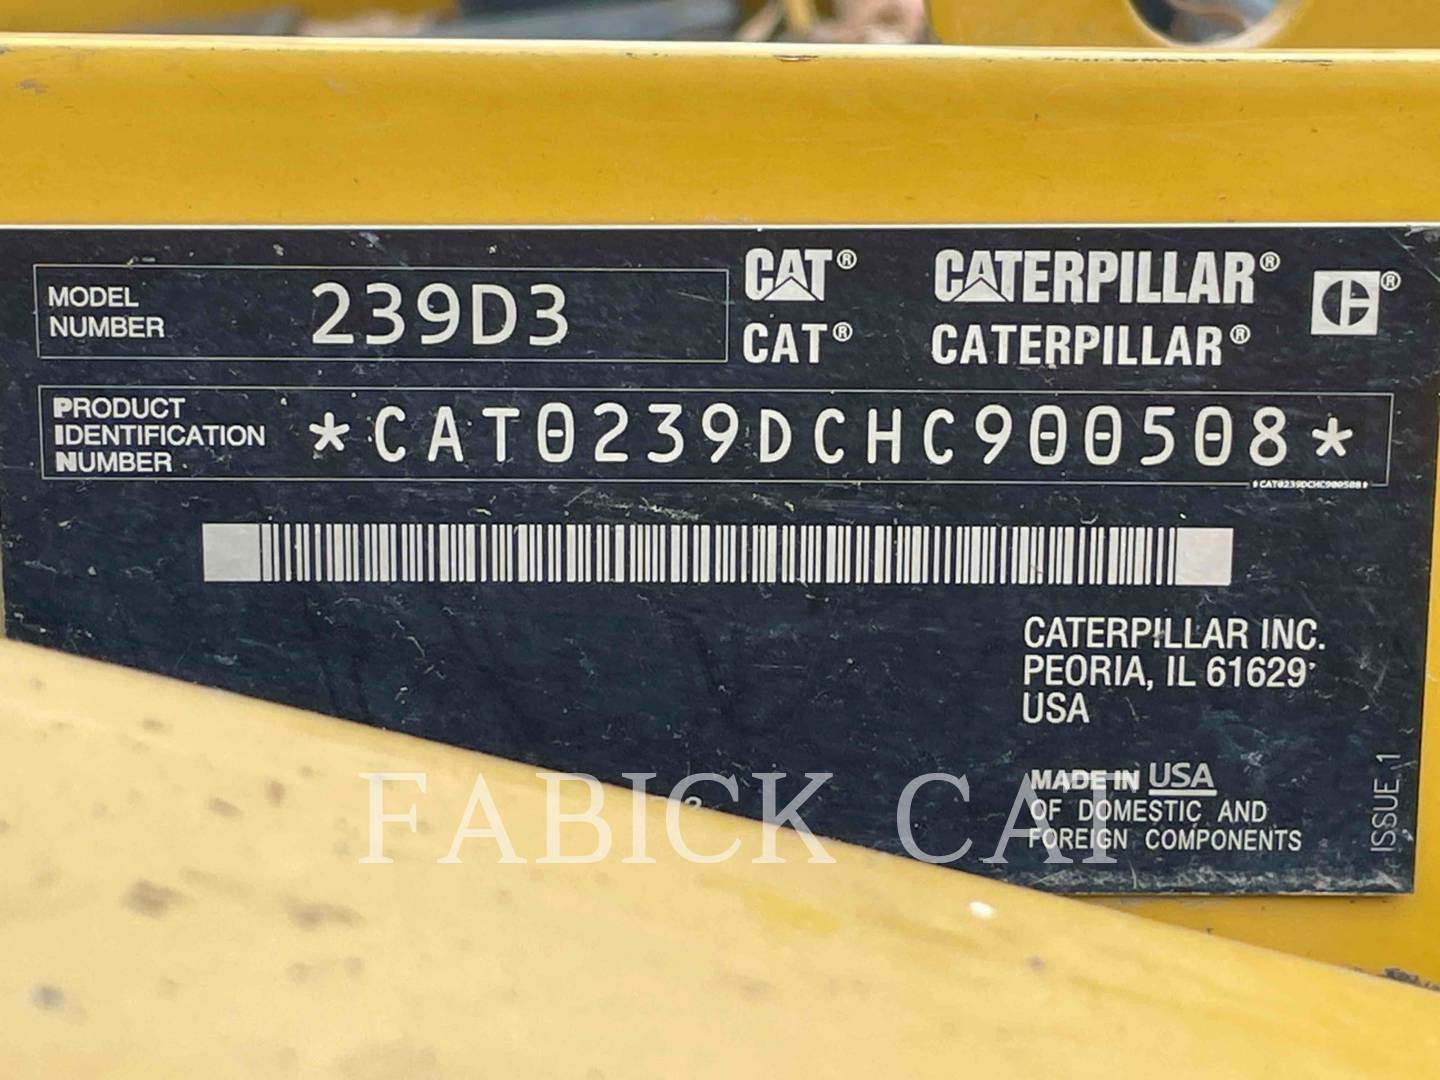 MODEL
NUMBER
239D3
CAT® CATERPILLAR® ®
CAT® CATERPILLAR®
PRODUCT
IDENTIFICATION
NUMBER
*CAT0239DCHC900508*
*CAT0239DCHC900508*
CATERPILLAR INC.
PEORIA, IL 61629
USA
MADE IN USA
OF DOMESTIC AND
FOREIGN COMPONENTS
ISSUE 1
FABICK CAT